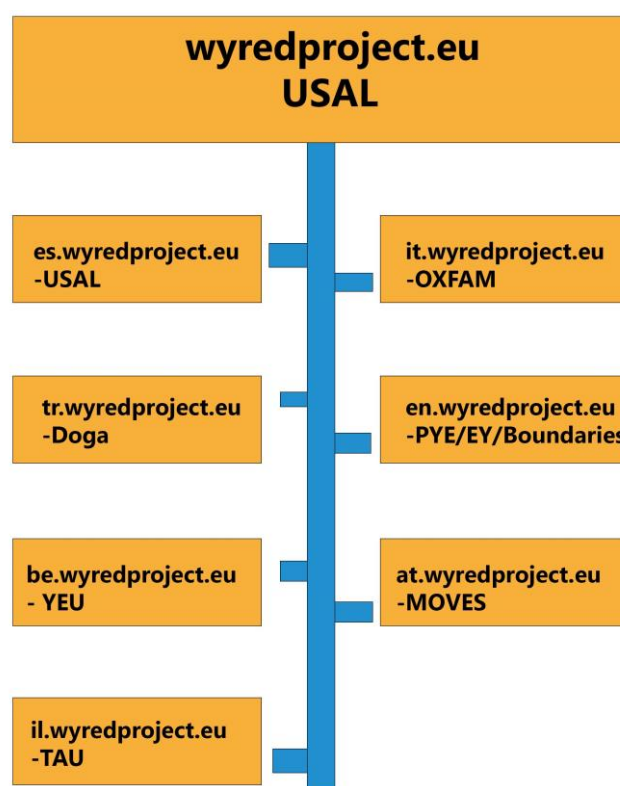 wyredproject.eu
USAL
es.wyredproject.eu
-USAL
it.wyredproject.eu
-OXFAM
tr.wyredproject.eu
-Doga
en.wyredproject.eu
-PYE/EY/Boundaries
be.wyredproject.eu
- YEU
at.wyredproject.eu
-MOVES
il.wyredproject.eu
-TAU